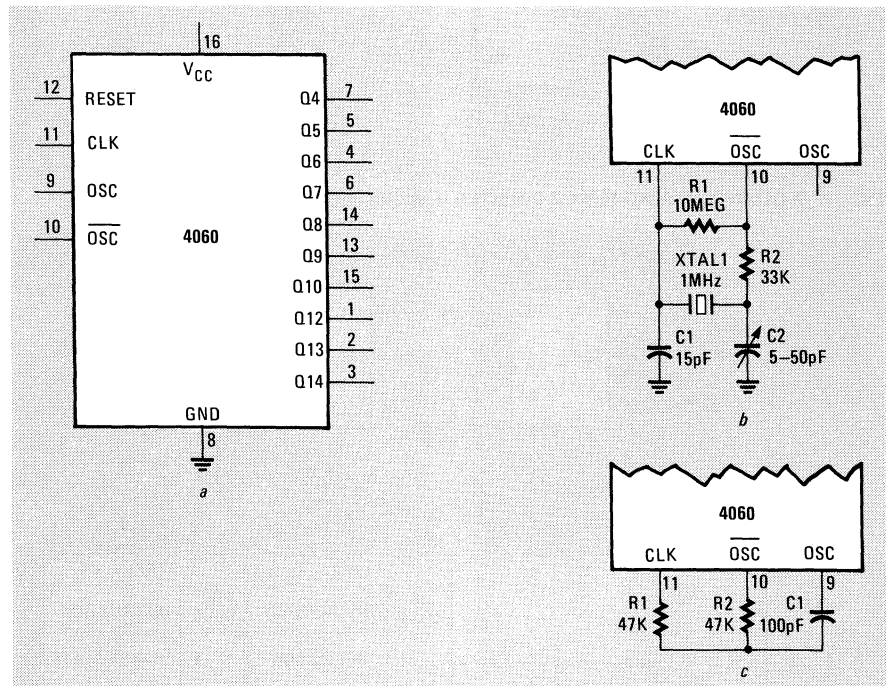 16
VCC
12 RESET
11 CLK
9 OSC
10 OSC
4060
Q4 7
Q5 5
Q6 4
Q7 6
Q8 14
Q9 13
Q10 15
Q12 1
Q13 2
Q14 3
GND
8
a
4060
CLK OSC OSC
11 10 9
R1
10MEG
XTAL1
1MHz
R2
33K
C1
15pF
C2
5–50pF
b
4060
CLK OSC OSC
11 10 9
R1
47K
R2
47K
C1
100pF
c